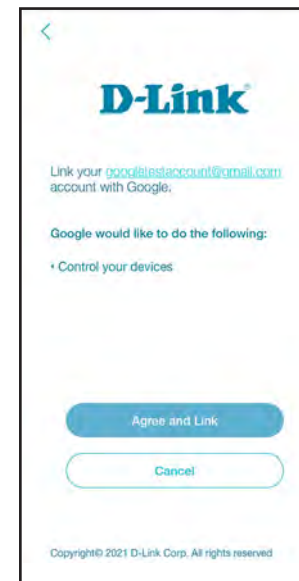 D-Link
Link your googletestaccount@gmail.com
account with Google.
Google would like to do the following:
• Control your devices
Agree and Link
Cancel
Copyright© 2021 D-Link Corp. All rights reserved